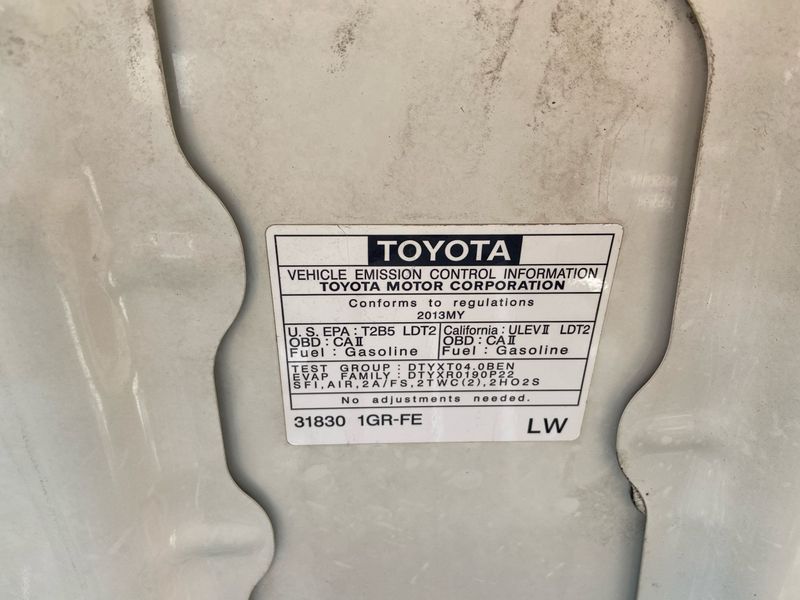 TOYOTA
VEHICLE EMISSION CONTROL INFORMATION
TOYOTA MOTOR CORPORATION
Conforms to regulations
2013MY
U.S. EPA : T2B5 LDT2
OBD : CAⅡ
Fuel : Gasoline
California : ULEVⅡ LDT2
OBD : CAⅡ
Fuel : Gasoline
TEST GROUP : DTYXT04.0BEN
EVAP FAMILY : DTYXR0190P22
SFI,AIR,2A/FS,2TWC(2),2HO2S
No adjustments needed.
31830 1GR-FE LW